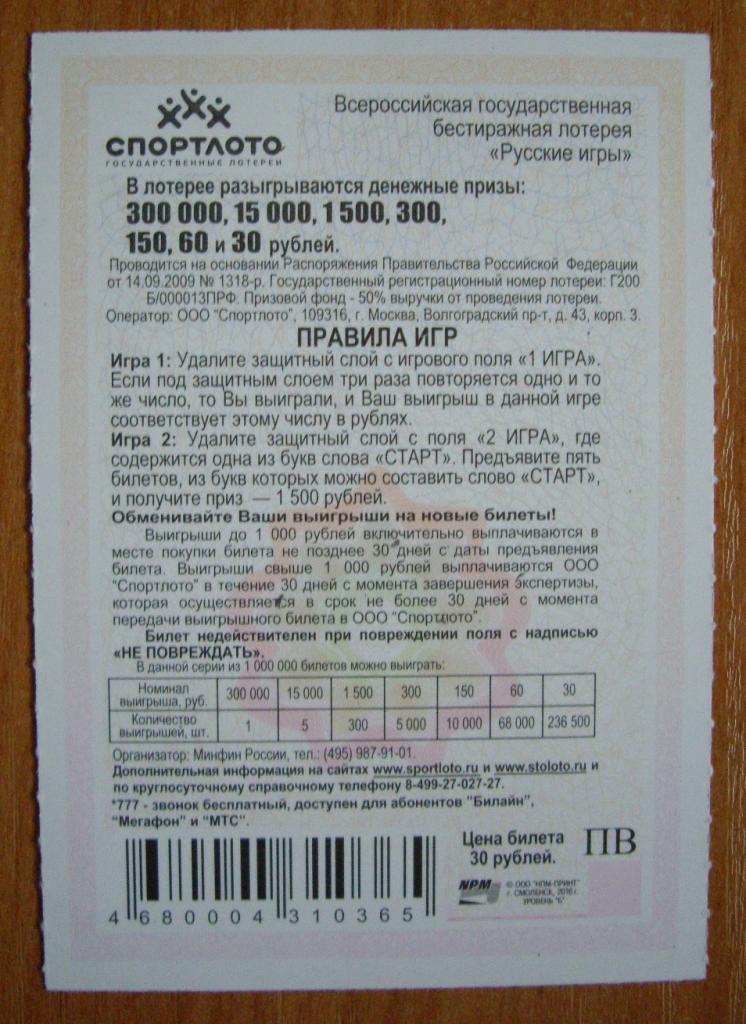 СПОРТЛОТО
ГОСУДАРСТВЕННЫЕ ЛОТЕРЕИ
Всероссийская государственная
бестиражная лотерея
«Русские игры»
В лотерее разыгрываются денежные призы:
300 000, 15 000, 1 500, 300,
150, 60 и 30 рублей.
Проводится на основании Распоряжения Правительства Российской Федерации
от 14.09.2009 № 1318-р. Государственный регистрационный номер лотереи: Г200
Б/000013ПРФ. Призовой фонд - 50% выручки от проведения лотереи.
Оператор: ООО "Спортлото", 109316, г. Москва, Волгоградский пр-т, д. 43, корп. 3.
ПРАВИЛА ИГР
Игра 1: Удалите защитный слой с игрового поля «1 ИГРА».
Если под защитным слоем три раза повторяется одно и то
же число, то Вы выиграли, и Ваш выигрыш в данной игре
соответствует этому числу в рублях.
Игра 2: Удалите защитный слой с поля «2 ИГРА», где
содержится одна из букв слова «СТАРТ». Предъявите пять
билетов, из букв которых можно составить слово «СТАРТ»,
и получите приз — 1 500 рублей.
Обменивайте Ваши выигрыши на новые билеты!
Выигрыши до 1 000 рублей включительно выплачиваются в
месте покупки билета не позднее 30 дней с даты предъявления
билета. Выигрыши свыше 1 000 рублей выплачиваются ООО
"Спортлото" в течение 30 дней с момента завершения экспертизы,
которая осуществляется в срок не более 30 дней с момента
передачи выигрышного билета в ООО "Спортлото".
Билет недействителен при повреждении поля с надписью
«НЕ ПОВРЕЖДАТЬ».
В данной серии из 1 000 000 билетов можно выиграть:
Номинал выигрыша, руб. 300 000 15 000 1 500 300 150 60 30
Количество выигрышей, шт. 1 5 300 5 000 10 000 68 000 236 500
Организатор: Минфин России, тел.: (495) 987-91-01.
Дополнительная информация на сайтах www.sportloto.ru и www.stoloto.ru и
по круглосуточному справочному телефону 8-499-27-027-27.
*777 - звонок бесплатный, доступен для абонентов "Билайн",
"Мегафон" и "МТС".
Цена билета
30 рублей.
ПВ
NPM
© ООО "НПМ-ПРИНТ"
г. СМОЛЕНСК, 2016 г.
УРОВЕНЬ "Б"
4 680004 310365